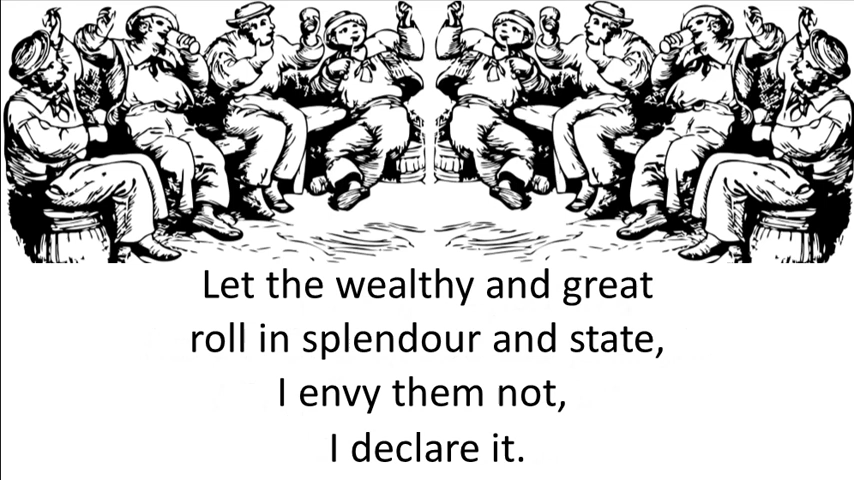 Let the wealthy and great
roll in splendour and state,
I envy them not,
I declare it.